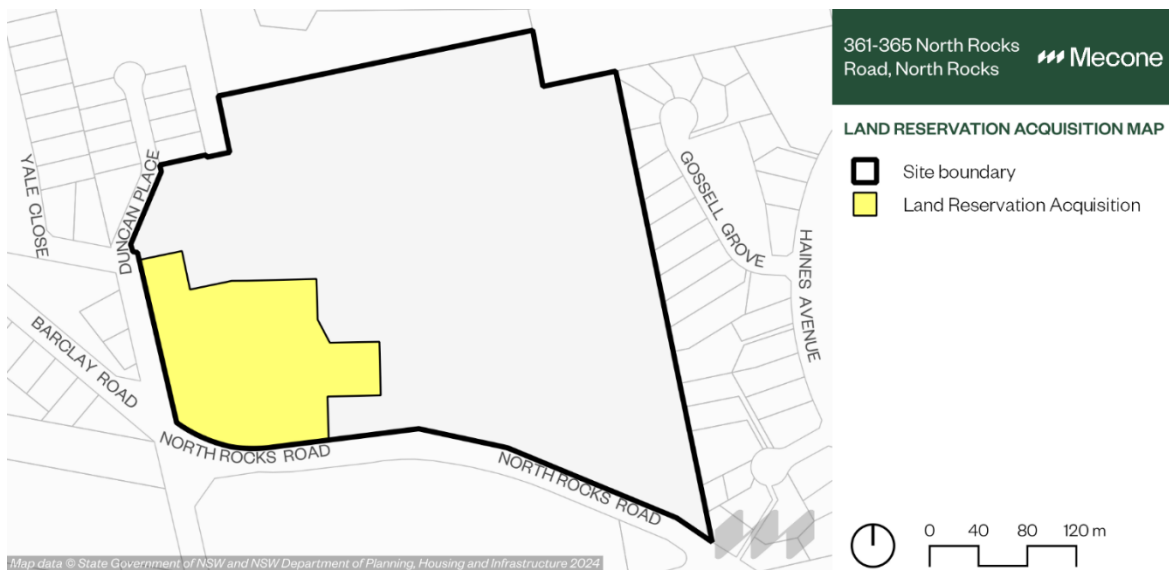 361-365 North Rocks
Road, North Rocks
Mecone
LAND RESERVATION ACQUISITION MAP
Site boundary
Land Reservation Acquisition
YALE CLOSE
DUNCAN PLACE
BARCLAY ROAD
NORTH ROCKS ROAD
NORTH ROCKS ROAD
GOSSELL GROVE
HAINES AVENUE
0 40 80 120 m
Map data © State Government of NSW and NSW Department of Planning, Housing and Infrastructure 2024